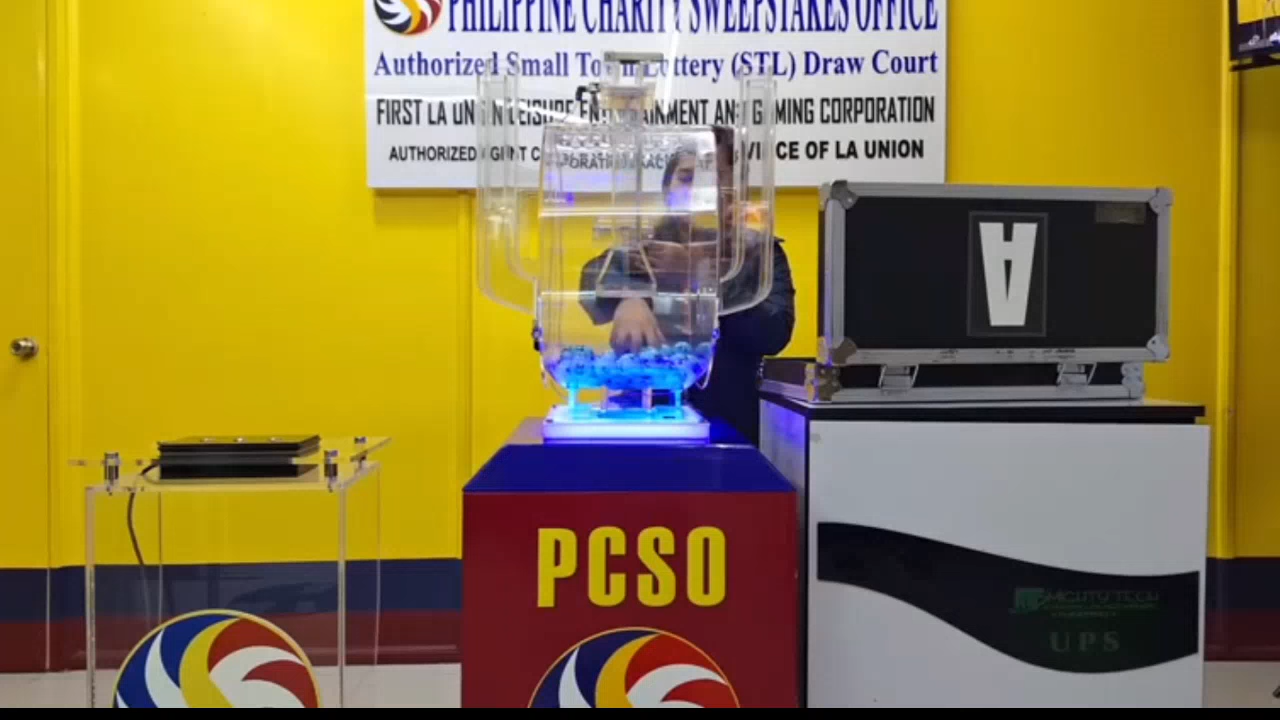 PHILIPPINE CHARITY SWEEPSTAKES OFFICE
Authorized Small Town Lottery (STL) Draw Court
FIRST LA UNION LEISURE ENTERTAINMENT AND GAMING CORPORATION
AUTHORIZED AGENT CORPORATION PROVINCE OF LA UNION
A
PCSO
UPS